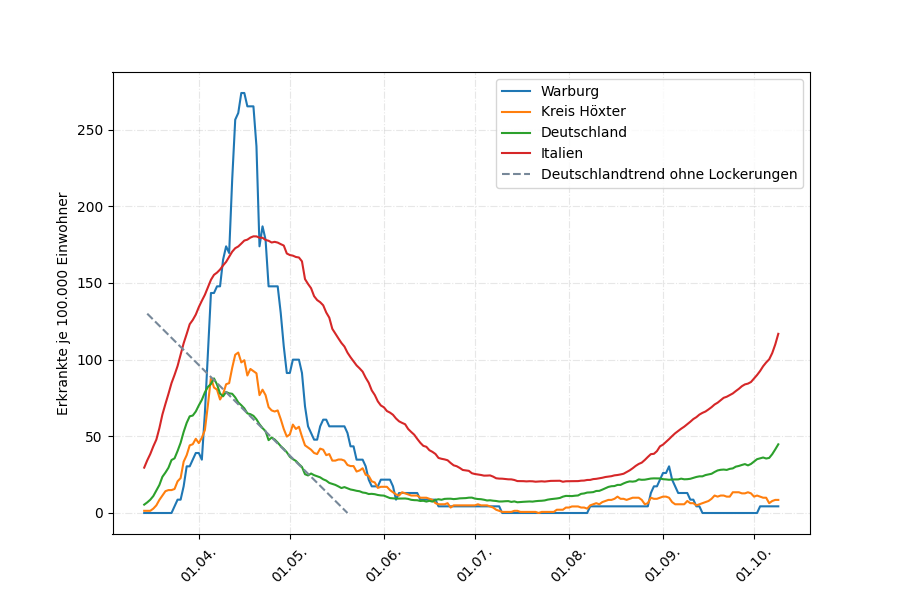 Erkrankte je 100.000 Einwohner
250
200
150
100
50
0
Warburg
Kreis Höxter
Deutschland
Italien
Deutschlandtrend ohne Lockerungen
01.04.
01.05.
01.06.
01.07.
01.08.
01.09.
01.10.